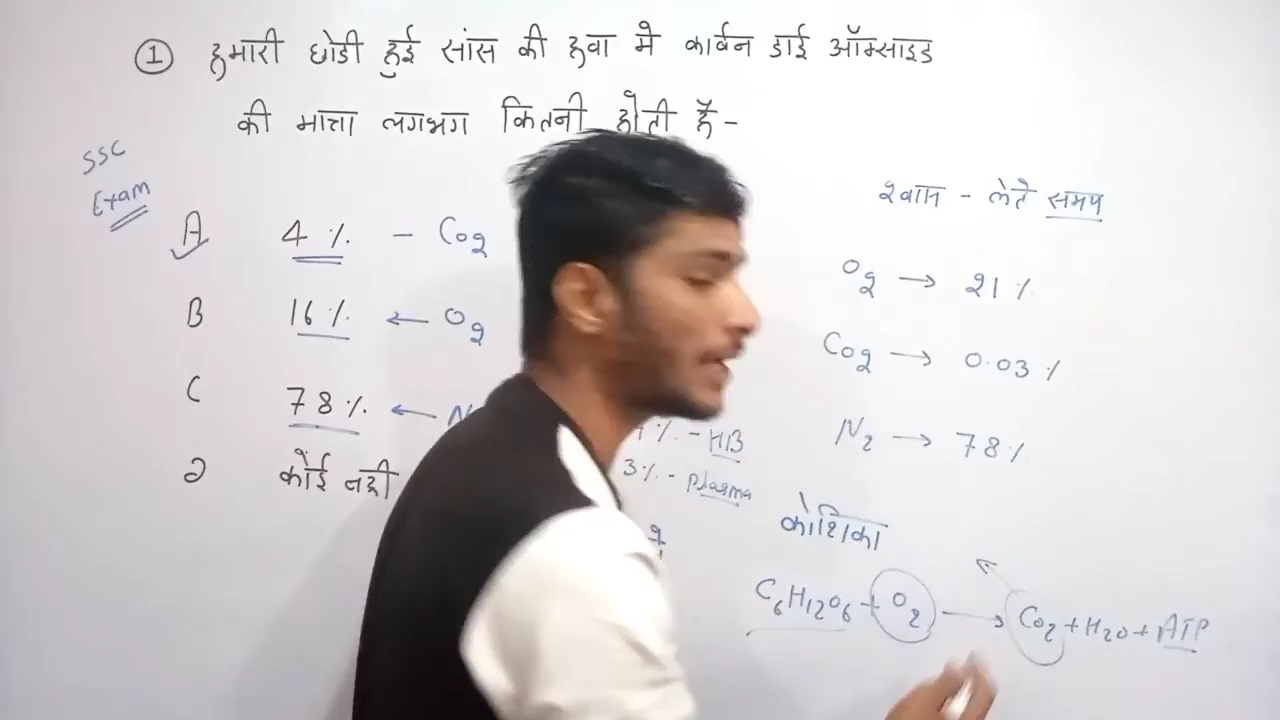 ① हमारी छोडी हुई सांस की हवा मे कार्बन डाई ऑक्साइड
की मात्रा लगभग कितनी होती है -
SSC
Exam
A 4 % - CO2
B 16 % ← O2
C 78 % ← N
D कोई नही
श्वास - लेते समय
O2 → 21 %
CO2 → 0.03 %
N2 → 78 %
% - HB
3% - plasma
कोशिका
C6H12O6 + O2 → CO2 + H2O + ATP